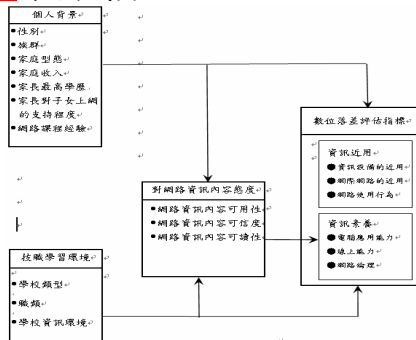 個人背景
●性別
●族群
●家庭型態
●家庭收入
●家長最高學歷
●家長對子女上網
的支持程度
●網路課程經驗
數位落差評估指標
資訊近用
●資訊設備的近用
●網際網路的近用
●網路使用行為
資訊素養
●電腦應用能力
●線上能力
●網路倫理
對網路資訊內容態度
●網路資訊內容可用性
●網路資訊內容可信度
●網路資訊內容可讀性
技職學習環境
●學校類型
●職類
●學校資訊環境